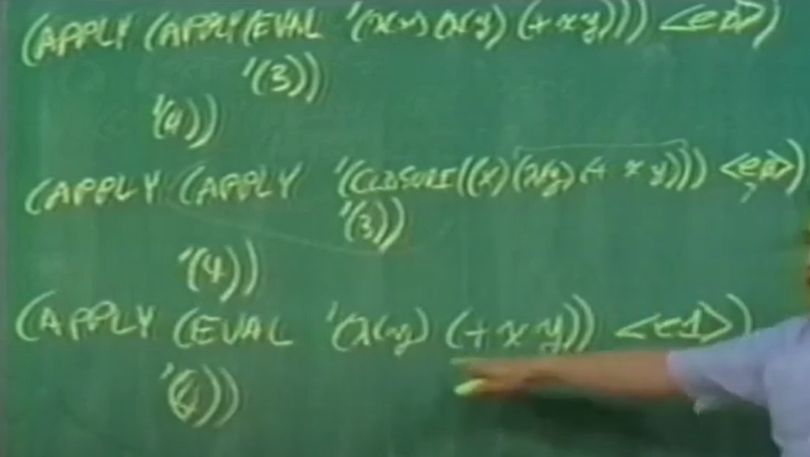 (APPLY (APPLY (EVAL '(λ(x) (λ(y) (+ x y))) <e0>)
'(3))
'(4))
(APPLY (APPLY '(CLOSURE ((x) (λ(y) (+ x y))) <e0>)
'(3))
'(4))
(APPLY (EVAL '(λ(y) (+ x y)) <e1>)
'(4))